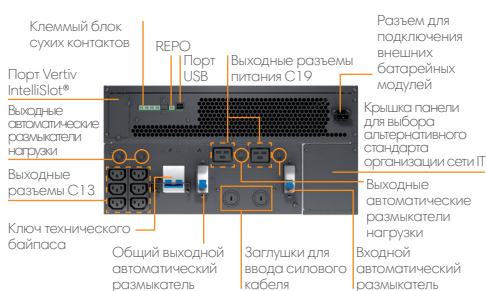 Клеммный блок
сухих контактов
REPO
Порт
USB
Выходные разъемы
питания C19
Разъем для
подключения
внешних
батарейных
модулей
Порт Vertiv
IntelliSlot®
Выходные
автоматические
размыкатели
нагрузки
Выходные
разъемы C13
Ключ технического
байпаса
Общий выходной
автоматический
размыкатель
Заглушки для
ввода силового
кабеля
Входной
автоматический
размыкатель
Крышка панели
для выбора
альтернативного
стандарта
организации сети IT
Выходные
автоматические
размыкатели
нагрузки